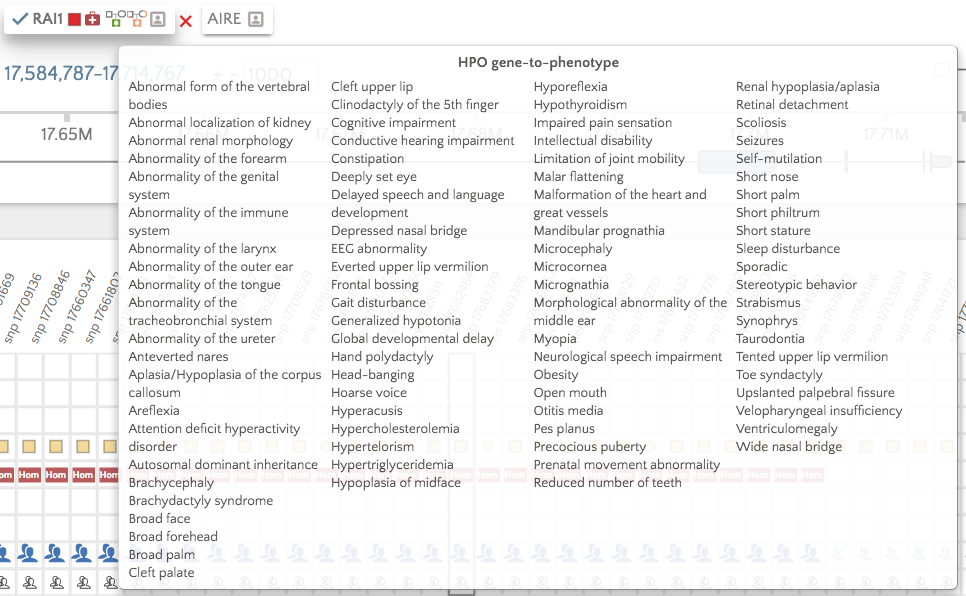 RAI1
AIRE
17,584,787-17,714,767
+ - 1000
HPO gene-to-phenotype
17.65M
17.68M
17.71M
Abnormal form of the vertebral
bodies
Abnormal localization of kidney
Abnormal renal morphology
Abnormality of the forearm
Abnormality of the genital
system
Abnormality of the immune
system
Abnormality of the larynx
Abnormality of the outer ear
Abnormality of the tongue
Abnormality of the
tracheobronchial system
Abnormality of the ureter
Anteverted nares
Aplasia/Hypoplasia of the corpus
callosum
Areflexia
Attention deficit hyperactivity
disorder
Autosomal dominant inheritance
Brachycephaly
Brachydactyly syndrome
Broad face
Broad forehead
Broad palm
Cleft palate
Cleft upper lip
Clinodactyly of the 5th finger
Cognitive impairment
Conductive hearing impairment
Constipation
Deeply set eye
Delayed speech and language
development
Depressed nasal bridge
EEG abnormality
Everted upper lip vermilion
Frontal bossing
Gait disturbance
Generalized hypotonia
Global developmental delay
Hand polydactyly
Head-banging
Hoarse voice
Hyperacusis
Hypercholesterolemia
Hypertelorism
Hypertriglyceridemia
Hypoplasia of midface
Hyporeflexia
Hypothyroidism
Impaired pain sensation
Intellectual disability
Limitation of joint mobility
Malar flattening
Malformation of the heart and
great vessels
Mandibular prognathia
Microcephaly
Microcornea
Micrognathia
Morphological abnormality of the
middle ear
Myopia
Neurological speech impairment
Obesity
Open mouth
Otitis media
Pes planus
Precocious puberty
Prenatal movement abnormality
Reduced number of teeth
Renal hypoplasia/aplasia
Retinal detachment
Scoliosis
Seizures
Self-mutilation
Short nose
Short palm
Short philtrum
Short stature
Sleep disturbance
Sporadic
Stereotypic behavior
Strabismus
Synophrys
Taurodontia
Tented upper lip vermilion
Toe syndactyly
Upslanted palpebral fissure
Velopharyngeal insufficiency
Ventriculomegaly
Wide nasal bridge
snp 17709136
snp 17708846
snp 17660347
Hom
Hom
Hom